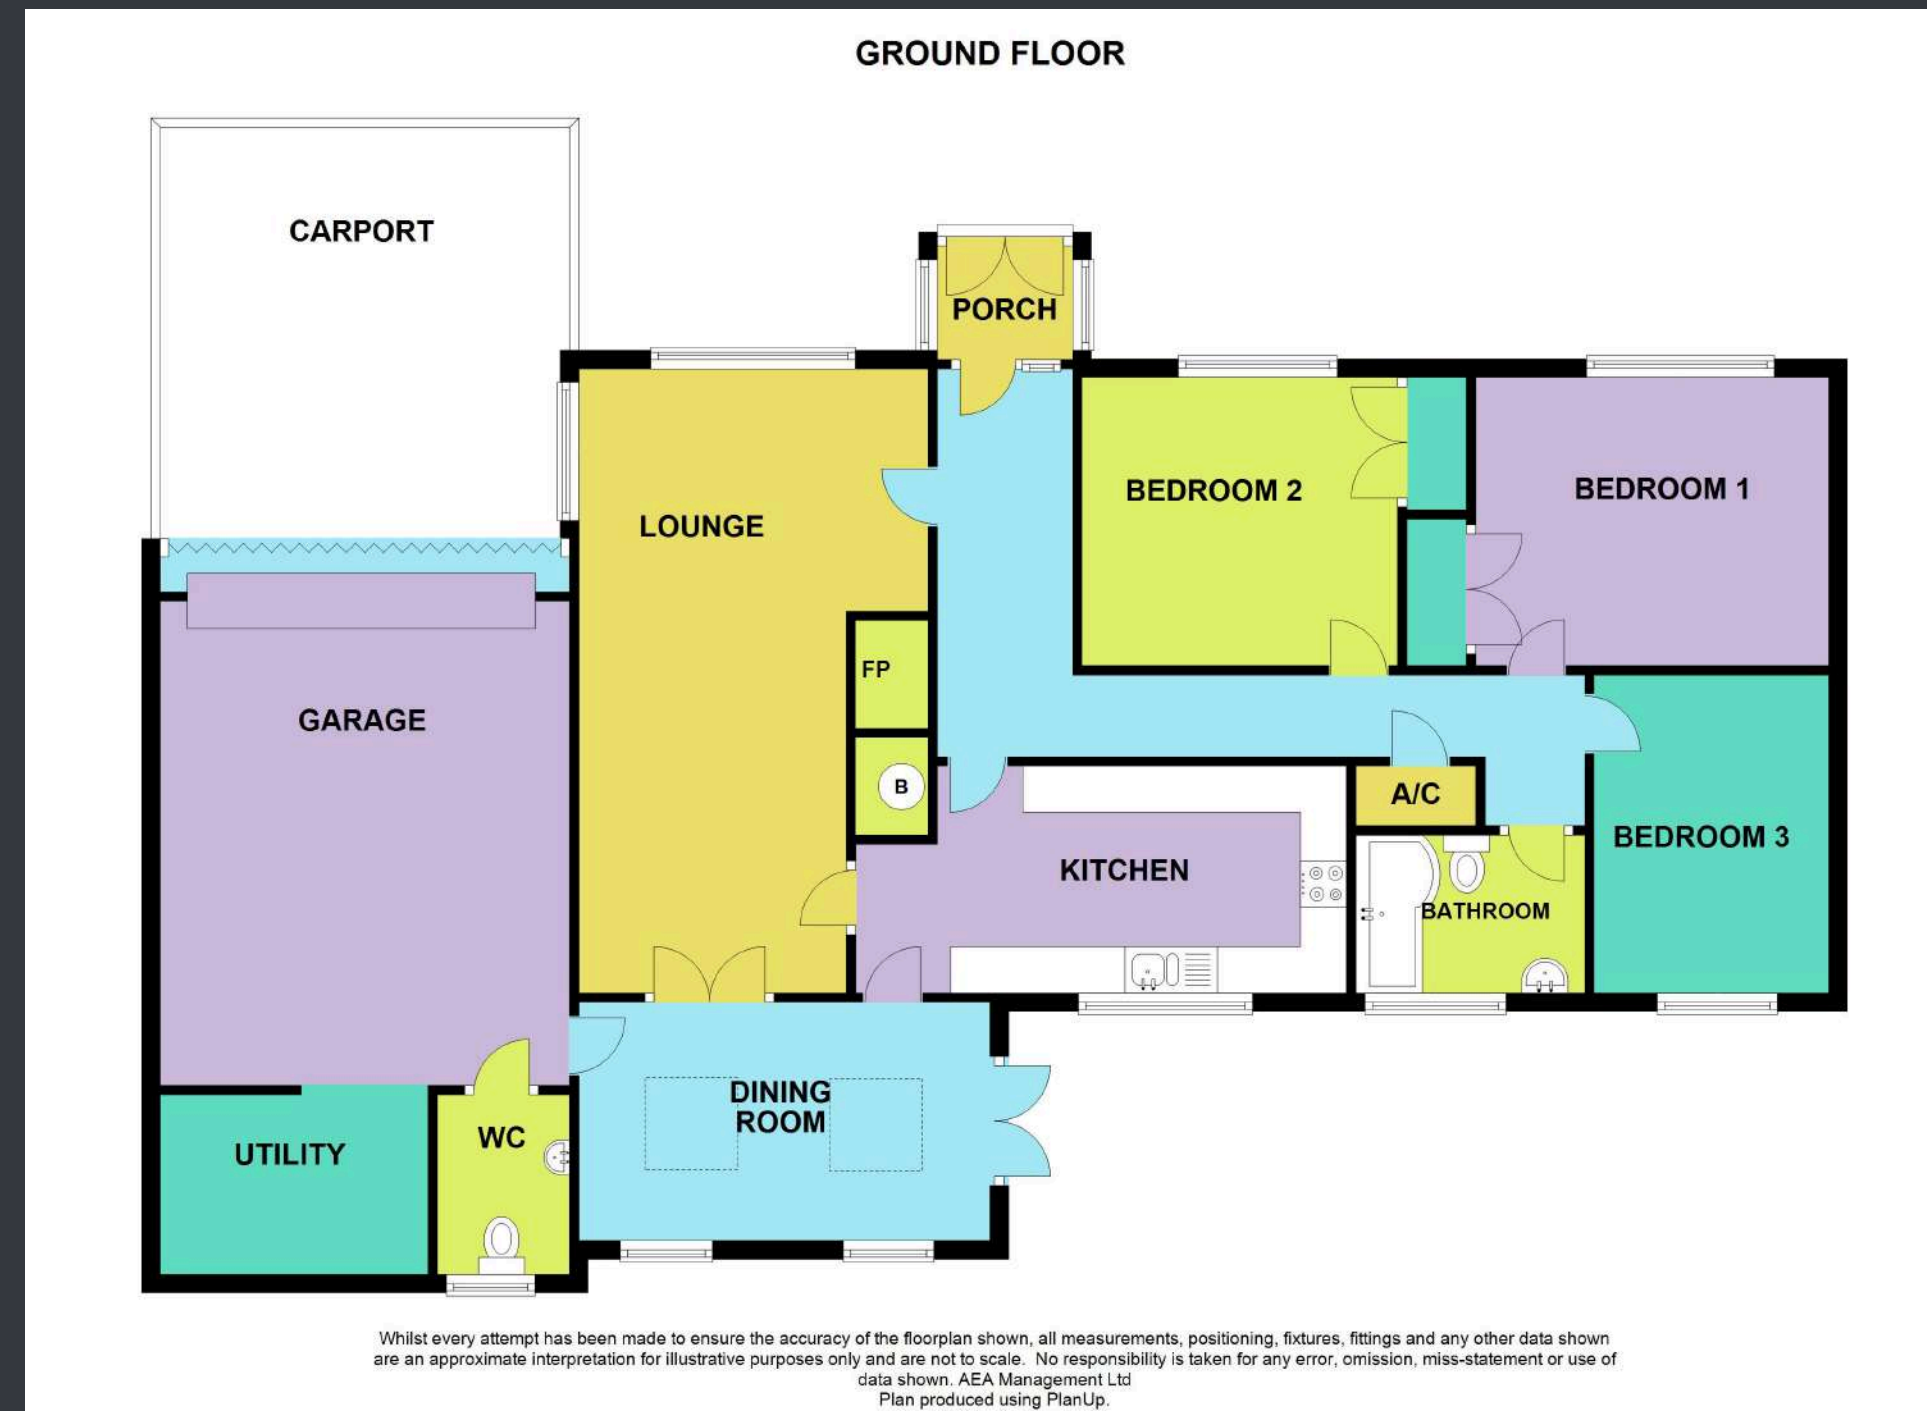 GROUND FLOOR
CARPORT
PORCH
BEDROOM 2
BEDROOM 1
LOUNGE
FP
GARAGE
B
A/C
KITCHEN
BEDROOM 3
BATHROOM
DINING
ROOM
WC
UTILITY
Whilst every attempt has been made to ensure the accuracy of the floorplan shown, all measurements, positioning, fixtures, fittings and any other data shown
are an approximate interpretation for illustrative purposes only and are not to scale. No responsibility is taken for any error, omission, miss-statement or use of
data shown. AEA Management Ltd
Plan produced using PlanUp.